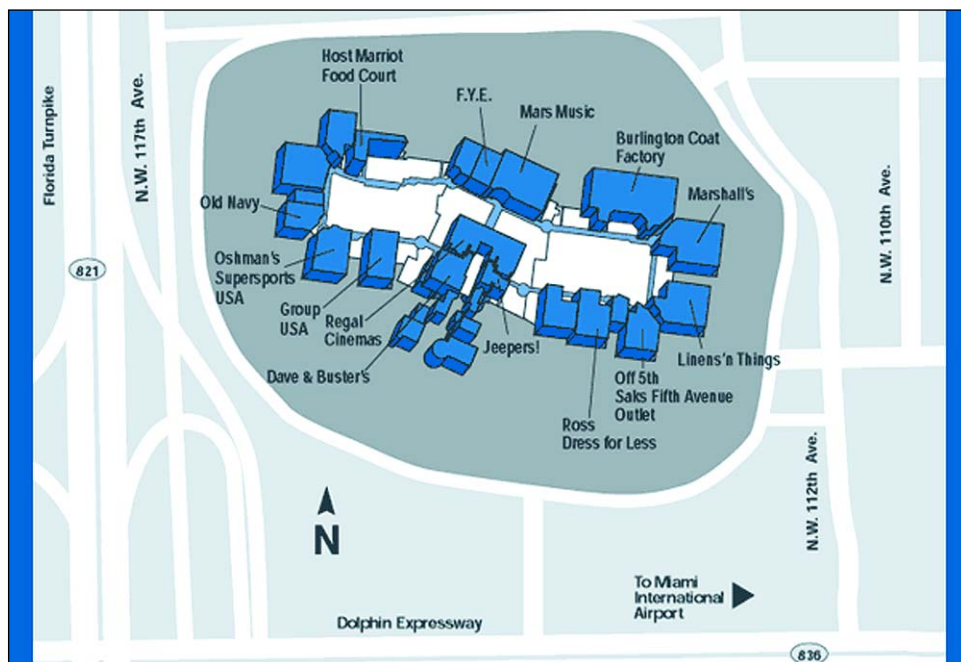 Host Marriot
Food Court
F.Y.E.
Mars Music
Burlington Coat
Factory
Marshall's
Florida Turnpike
N.W. 117th Ave.
N.W. 110th Ave.
Old Navy
821
Oshman's
Supersports
USA
Group
USA
Regal
Cinemas
Jeepers!
Linens'n Things
Dave & Buster's
Off 5th
Saks Fifth Avenue
Outlet
Ross
Dress for Less
N.W. 112th Ave.
N
To Miami
International
Airport
Dolphin Expressway
836